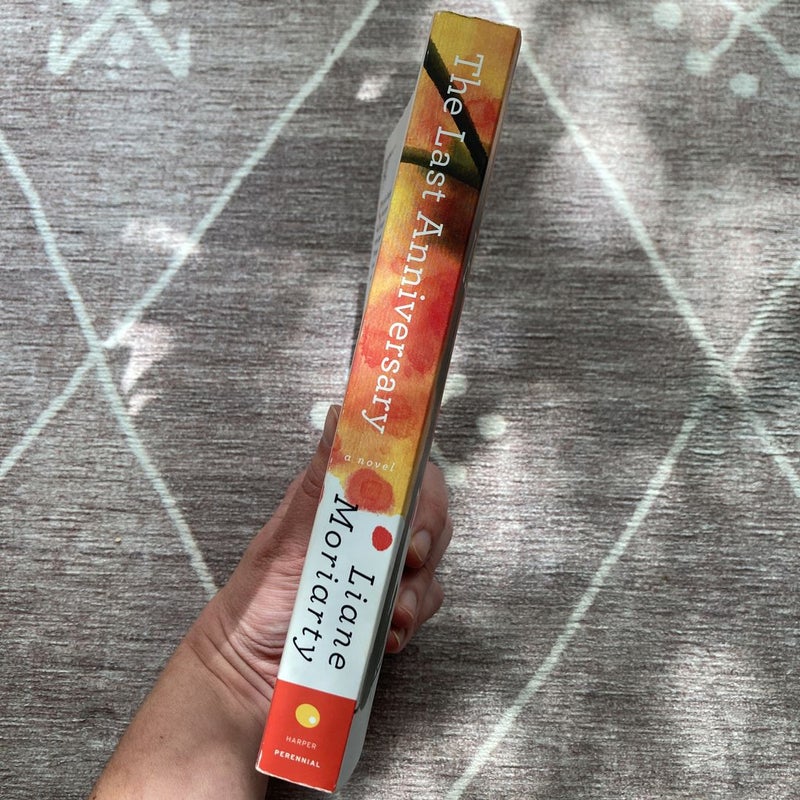 The Last Anniversary
a novel
Liane
Moriarty
HARPER
PERENNIAL